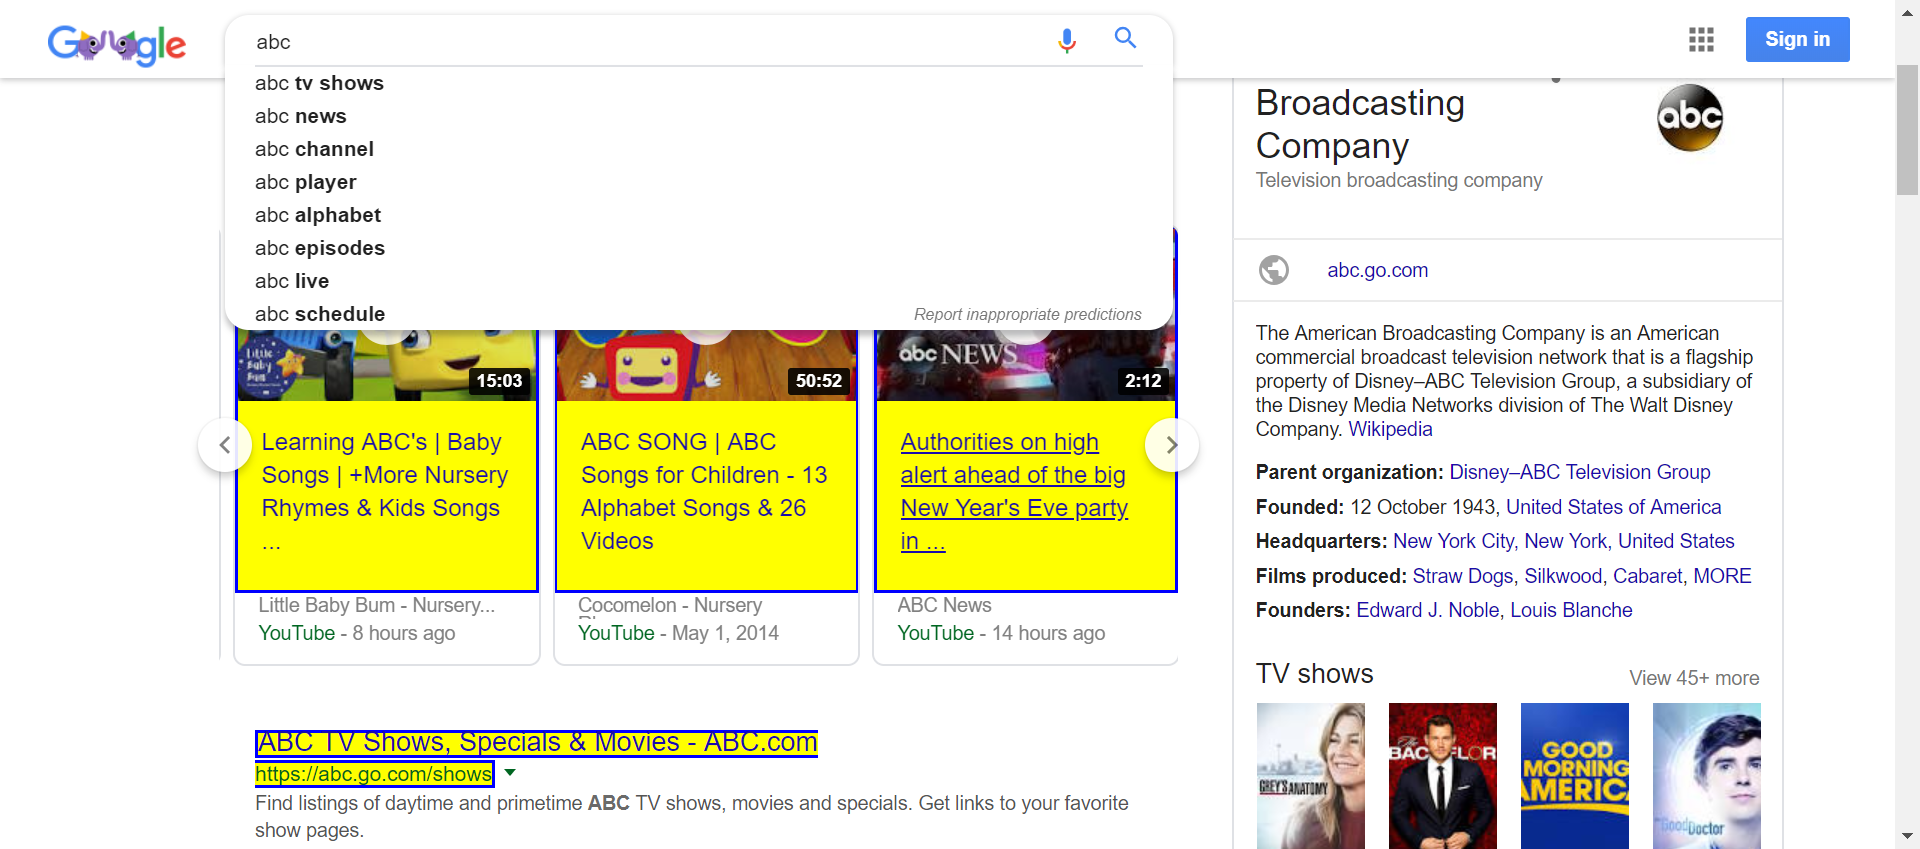 Google
abc
Sign in
abc tv shows
abc news
abc channel
abc player
abc alphabet
abc episodes
abc live
abc schedule
Report inappropriate predictions
Little
Baby
Bum
15:03
50:52
abc NEWS
2:12
Learning ABC's | Baby
Songs | +More Nursery
Rhymes & Kids Songs
...
Little Baby Bum - Nursery...
YouTube - 8 hours ago
ABC SONG | ABC
Songs for Children - 13
Alphabet Songs & 26
Videos
Cocomelon - Nursery
YouTube - May 1, 2014
Authorities on high
alert ahead of the big
New Year's Eve party
in ...
ABC News
YouTube - 14 hours ago
ABC TV Shows, Specials & Movies - ABC.com
https://abc.go.com/shows
Find listings of daytime and primetime ABC TV shows, movies and specials. Get links to your favorite
show pages.
Broadcasting
Company
abc
Television broadcasting company
abc.go.com
The American Broadcasting Company is an American
commercial broadcast television network that is a flagship
property of Disney–ABC Television Group, a subsidiary of
the Disney Media Networks division of The Walt Disney
Company. Wikipedia
Parent organization: Disney–ABC Television Group
Founded: 12 October 1943, United States of America
Headquarters: New York City, New York, United States
Films produced: Straw Dogs, Silkwood, Cabaret, MORE
Founders: Edward J. Noble, Louis Blanche
TV shows
View 45+ more
GREY'S ANATOMY
The
BACHELOR
GOOD
MORNING
AMERICA
the Good Doctor